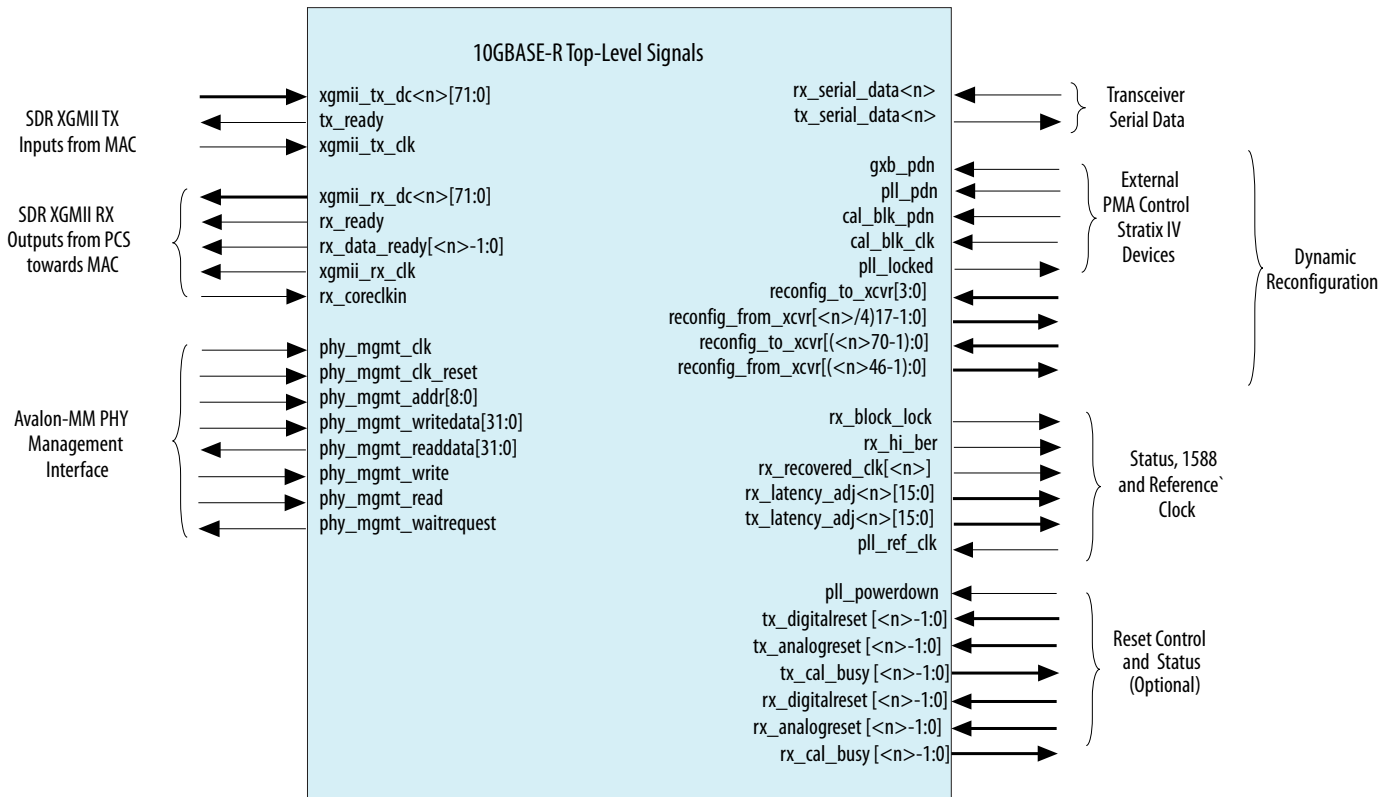 10GBASE-R Top-Level Signals
SDR XGMII TX
Inputs from MAC
xgmii_tx_dc<n>[71:0]
tx_ready
xgmii_tx_clk
SDR XGMII RX
Outputs from PCS
towards MAC
xgmii_rx_dc<n>[71:0]
rx_ready
rx_data_ready[<n>-1:0]
xgmii_rx_clk
rx_coreclkin
Avalon-MM PHY
Management
Interface
phy_mgmt_clk
phy_mgmt_clk_reset
phy_mgmt_addr[8:0]
phy_mgmt_writedata[31:0]
phy_mgmt_readdata[31:0]
phy_mgmt_write
phy_mgmt_read
phy_mgmt_waitrequest
rx_serial_data<n>
tx_serial_data<n>
Transceiver
Serial Data
gxb_pdn
pll_pdn
cal_blk_pdn
cal_blk_clk
pll_locked
External
PMA Control
Stratix IV
Devices
reconfig_to_xcvr[3:0]
reconfig_from_xcvr[<n>/4)17-1:0]
reconfig_to_xcvr[(<n>70-1):0]
reconfig_from_xcvr[(<n>46-1):0]
Dynamic
Reconfiguration
rx_block_lock
rx_hi_ber
rx_recovered_clk[<n>]
rx_latency_adj<n>[15:0]
tx_latency_adj<n>[15:0]
pll_ref_clk
Status, 1588
and Reference`
Clock
pll_powerdown
tx_digitalreset [<n>-1:0]
tx_analogreset [<n>-1:0]
tx_cal_busy [<n>-1:0]
rx_digitalreset [<n>-1:0]
rx_analogreset [<n>-1:0]
rx_cal_busy [<n>-1:0]
Reset Control
and Status
(Optional)